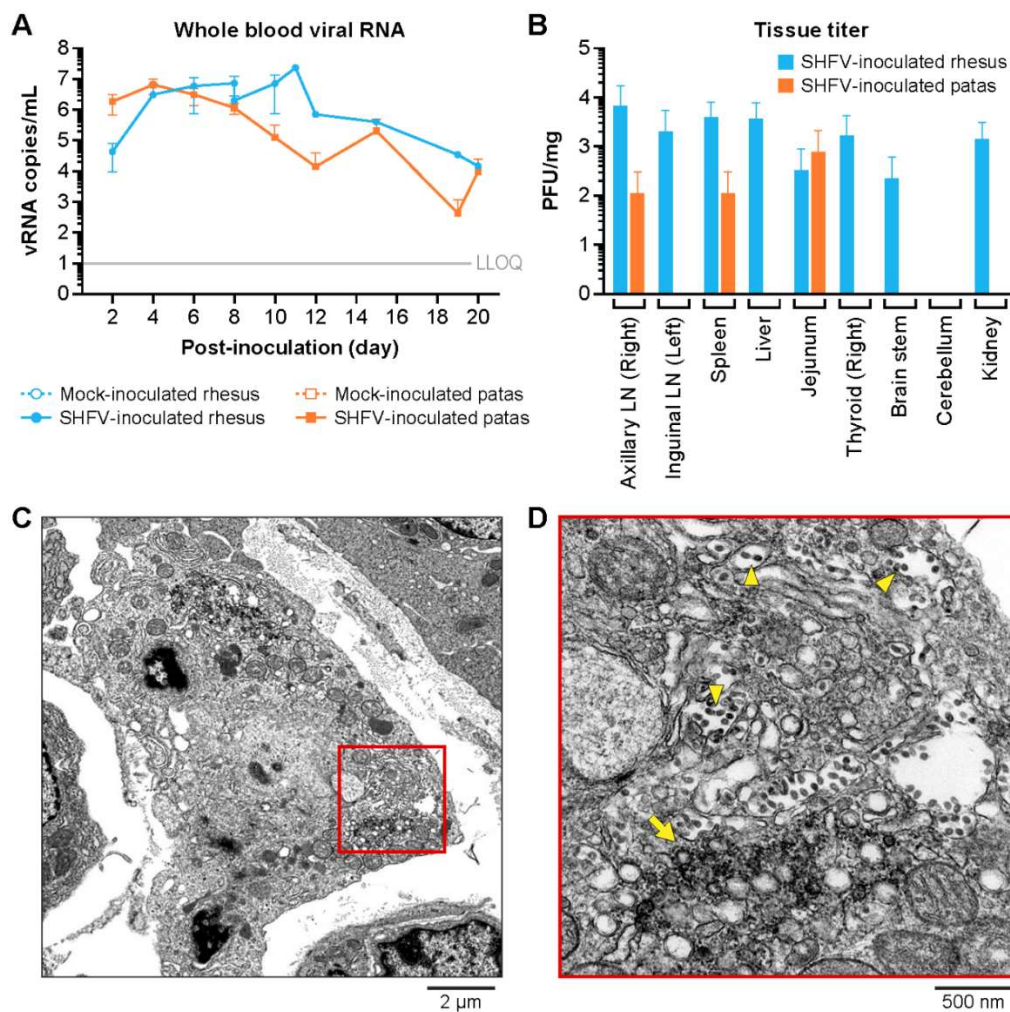 A
Whole blood viral RNA
vRNA copies/mL
8
7
6
5
4
3
2
1
0
LLOQ
2 4 6 8 10 12 14 16 18 20
Post-inoculation (day)
Mock-inoculated rhesus
Mock-inoculated patas
SHFV-inoculated rhesus
SHFV-inoculated patas
B
Tissue titer
SHFV-inoculated rhesus
SHFV-inoculated patas
PFU/mg
5
4
3
2
1
0
Axillary LN (Right)
Inguinal LN (Left)
Spleen
Liver
Jejunum
Thyroid (Right)
Brain stem
Cerebellum
Kidney
C
2 µm
D
500 nm